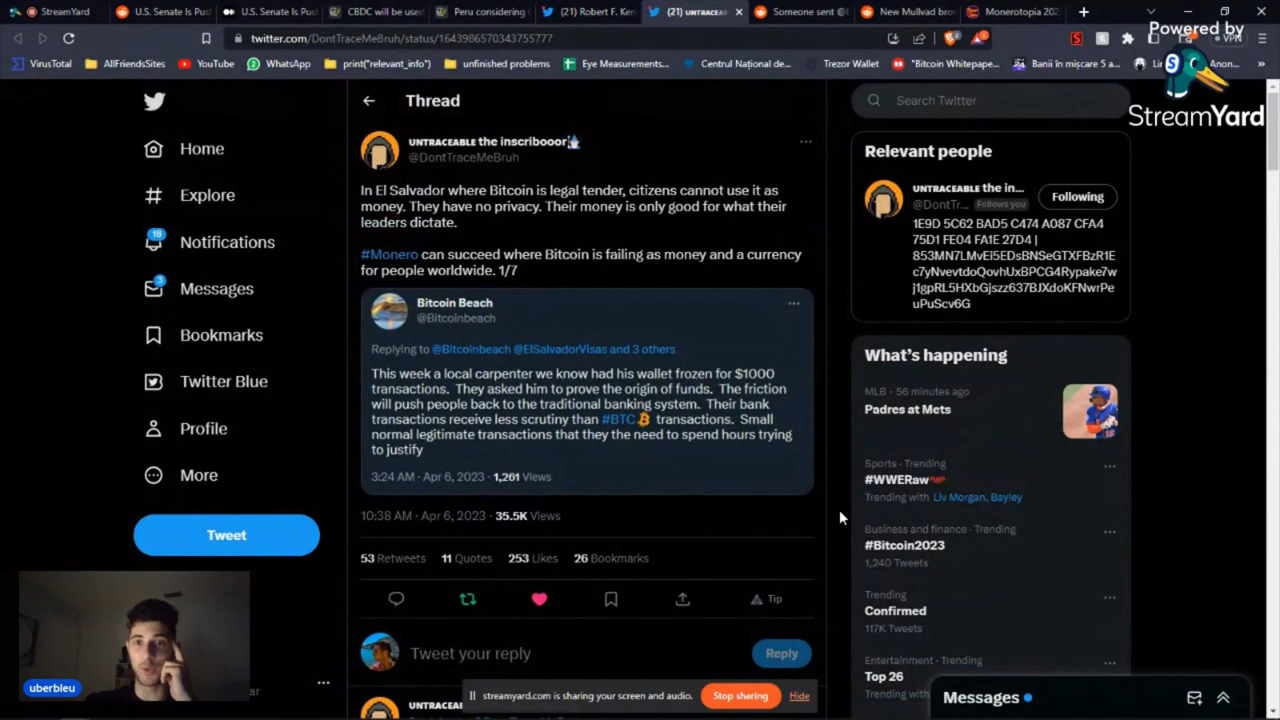 StreamYard
U.S. Senate Is Pus
U.S. Senate Is Pus
CBDC will be used
Peru considering
(21) Robert F. Ken
(21) UNTRACEAB
Someone sent @b
New Mullvad bro
Monerotopia 202
twitter.com/DontTraceMeBruh/status/1643986570343755777
VPN
Powered by
StreamYard
VirusTotal
AllFriendsSites
YouTube
WhatsApp
print("relevant_info")
unfinished problems
Eye Measurements...
Centrul Național de...
Trezor Wallet
"Bitcoin Whitepape...
Banii în mișcare 5 a...
Anon...
Home
Explore
18
Notifications
3
Messages
Bookmarks
Twitter Blue
Profile
More
Tweet
uberbleu
Thread
UNTRACEABLE the inscribooor
@DontTraceMeBruh
In El Salvador where Bitcoin is legal tender, citizens cannot use it as
money. They have no privacy. Their money is only good for what their
leaders dictate.
#Monero can succeed where Bitcoin is failing as money and a currency
for people worldwide. 1/7
Bitcoin Beach
@Bitcoinbeach
Replying to @Bitcoinbeach @ElSalvadorVisas and 3 others
This week a local carpenter we know had his wallet frozen for $1000
transactions. They asked him to prove the origin of funds. The friction
will push people back to the traditional banking system. Their bank
transactions receive less scrutiny than #BTC transactions. Small
normal legitimate transactions that they the need to spend hours trying
to justify
3:24 AM · Apr 6, 2023 · 1,261 Views
10:38 AM · Apr 6, 2023 · 35.5K Views
53 Retweets 11 Quotes 253 Likes 26 Bookmarks
Tip
Tweet your reply
Reply
streamyard.com is sharing your screen and audio.
Stop sharing
Hide
Search Twitter
Relevant people
UNTRACEABLE the in...
@DontTr... Follows you
Following
1E9D 5C62 BAD5 C474 A087 CFA4
75D1 FE04 FA1E 27D4 |
What's happening
MLB · 56 minutes ago
Padres at Mets
Sports · Trending
#WWERaw
Trending with Liv Morgan, Bayley
Business and finance · Trending
#Bitcoin2023
1,240 Tweets
Trending
Confirmed
117K Tweets
Entertainment · Trending
Top 26
Messages